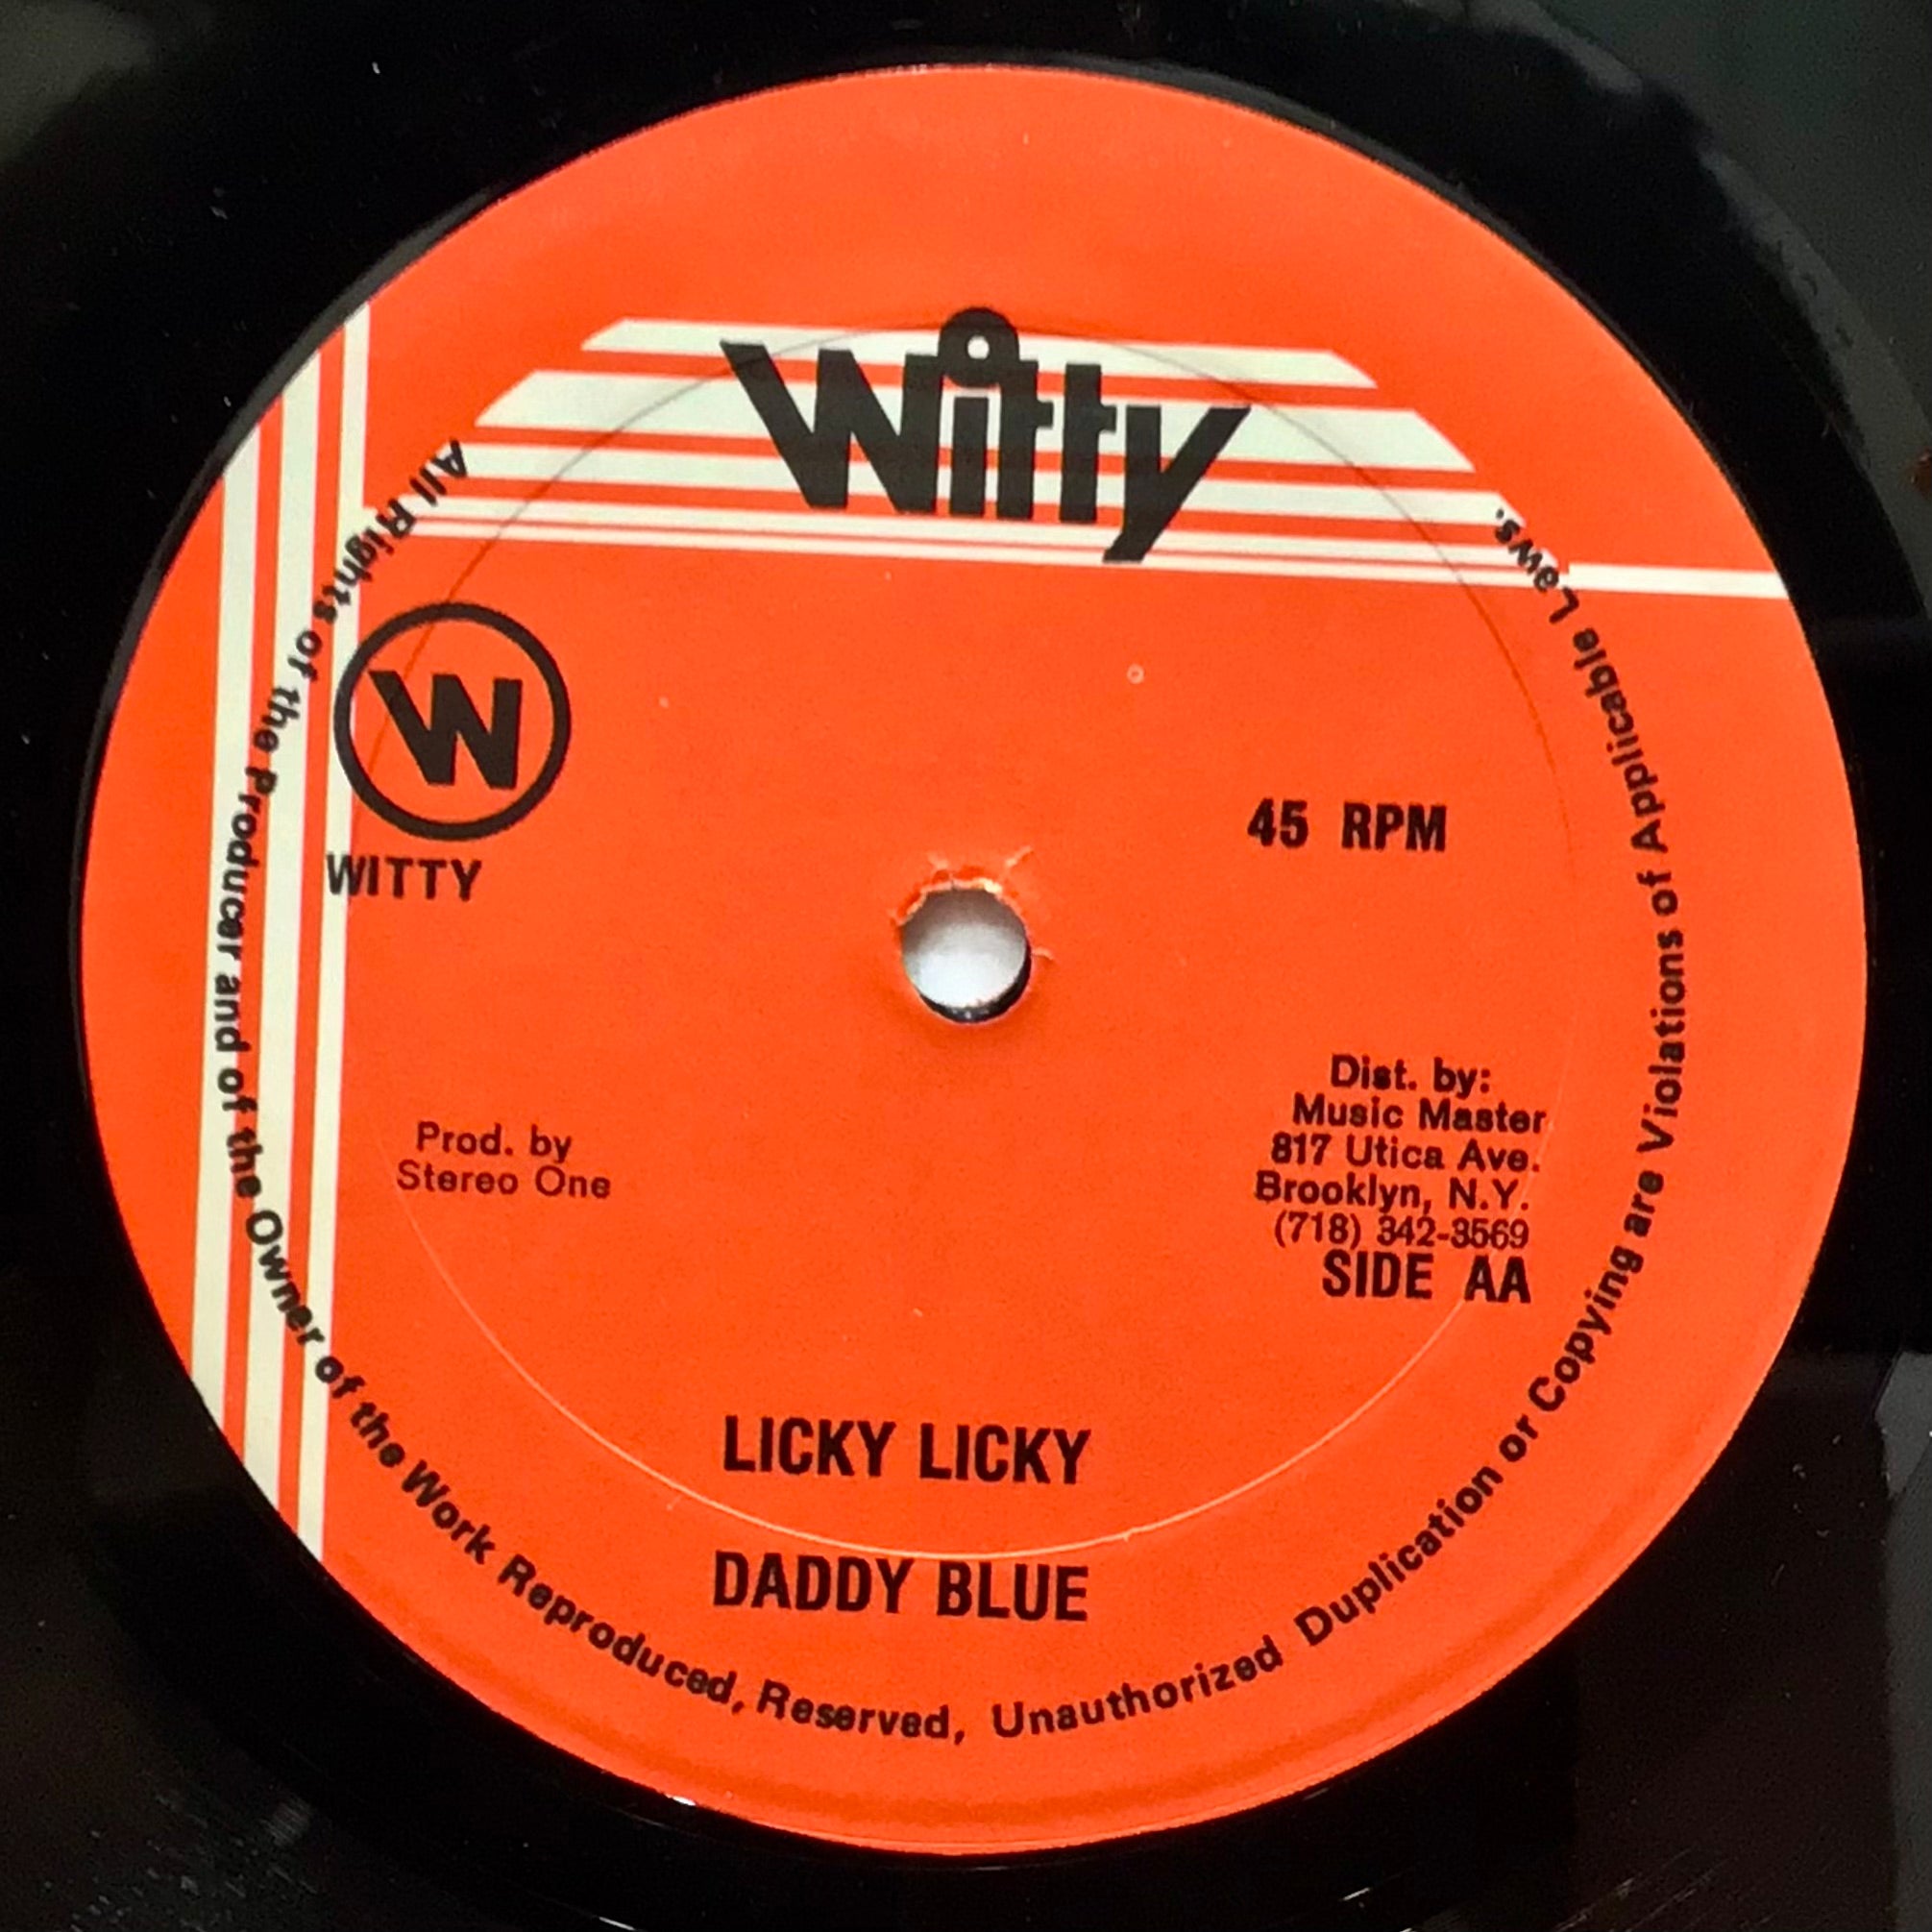 Witty
W
WITTY
45 RPM
Prod. by
Stereo One
Dist. by:
Music Master
817 Utica Ave.
Brooklyn, N.Y.
(718) 342-3569
SIDE AA
LICKY LICKY
DADDY BLUE
All Rights of the Producer and of the Owner of the Work Reproduced, Reserved, Unauthorized Duplication or Copying are Violations of Applicable Laws.